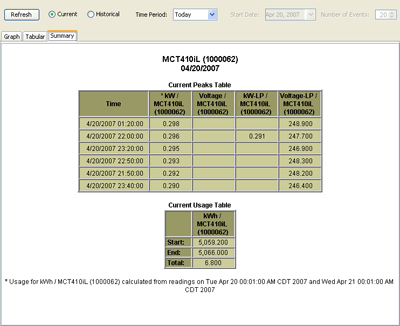 Refresh Current Historical Time Period: Today Start Date: Apr 20, 2007 Number of Events: 20
Graph Tabular Summary
MCT410iL (1000062)
04/20/2007
Current Peaks Table
Time * kW / MCT410iL (1000062) Voltage / MCT410iL (1000062) kW-LP / MCT410iL (1000062) Voltage-LP / MCT410iL (1000062)
4/20/2007 01:20:00 0.298 248.900
4/20/2007 22:00:00 0.296 0.291 247.700
4/20/2007 23:20:00 0.295 246.900
4/20/2007 22:50:00 0.293 248.300
4/20/2007 21:50:00 0.292 248.200
4/20/2007 23:40:00 0.290 246.400
Current Usage Table
kWh / MCT410iL (1000062)
Start: 5,059.200
End: 5,066.000
Total: 6.800
* Usage for kWh / MCT410iL (1000062) calculated from readings on Tue Apr 20 00:01:00 AM CDT 2007 and Wed Apr 21 00:01:00 AM
CDT 2007